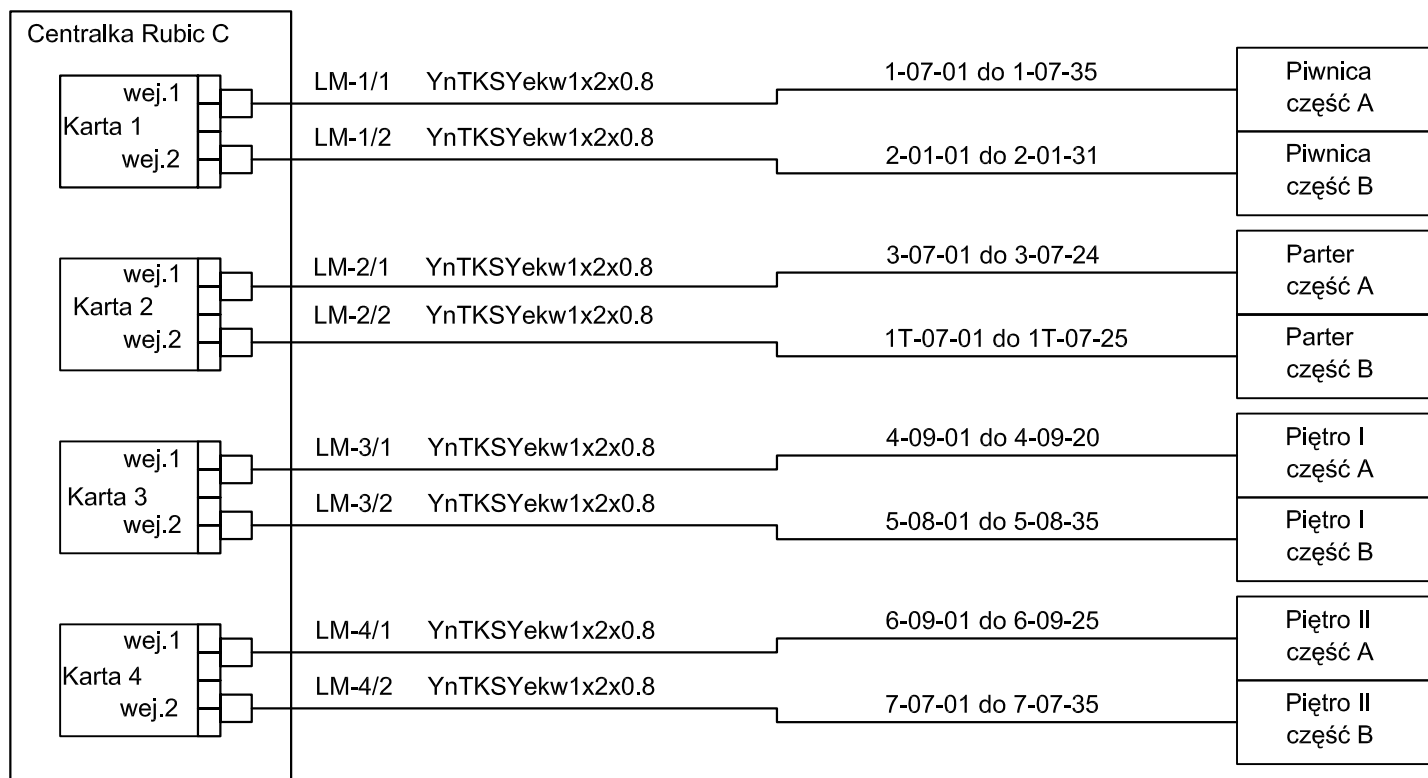 Centralka Rubic C
wej.1
Karta 1
wej.2
LM-1/1 YnTKSYekw1x2x0.8
1-07-01 do 1-07-35
Piwnica
część A
LM-1/2 YnTKSYekw1x2x0.8
2-01-01 do 2-01-31
Piwnica
część B
wej.1
Karta 2
wej.2
LM-2/1 YnTKSYekw1x2x0.8
3-07-01 do 3-07-24
Parter
część A
LM-2/2 YnTKSYekw1x2x0.8
1T-07-01 do 1T-07-25
Parter
część B
wej.1
Karta 3
wej.2
LM-3/1 YnTKSYekw1x2x0.8
4-09-01 do 4-09-20
Piętro I
część A
LM-3/2 YnTKSYekw1x2x0.8
5-08-01 do 5-08-35
Piętro I
część B
wej.1
Karta 4
wej.2
LM-4/1 YnTKSYekw1x2x0.8
6-09-01 do 6-09-25
Piętro II
część A
LM-4/2 YnTKSYekw1x2x0.8
7-07-01 do 7-07-35
Piętro II
część B